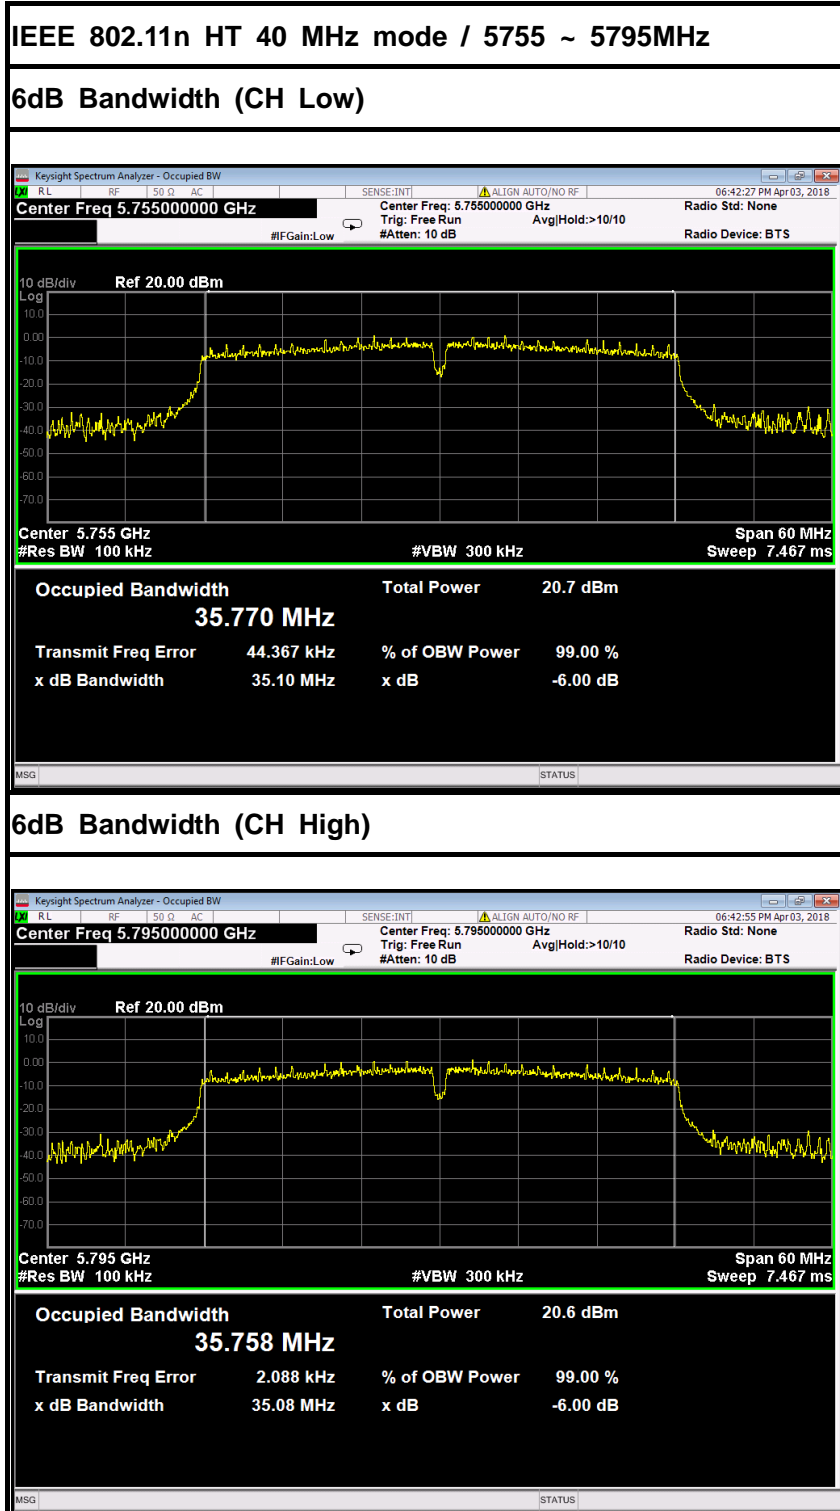 IEEE 802.11n HT 40 MHz mode / 5755 ~ 5795MHz
6dB Bandwidth (CH Low)
Keysight Spectrum Analyzer - Occupied BW
LXI RL RF 50 Ω AC SENSE:INT ALIGN AUTO/NO RF 06:42:27 PM Apr 03, 2018
Center Freq 5.755000000 GHz Center Freq: 5.755000000 GHz Radio Std: None
Trig: Free Run Avg|Hold:>10/10
#IFGain:Low #Atten: 10 dB Radio Device: BTS
10 dB/div Ref 20.00 dBm
Log
10.0
0.00
-10.0
-20.0
-30.0
-40.0
-50.0
-60.0
-70.0
Center 5.755 GHz Span 60 MHz
#Res BW 100 kHz #VBW 300 kHz Sweep 7.467 ms
Occupied Bandwidth Total Power 20.7 dBm
35.770 MHz
Transmit Freq Error 44.367 kHz % of OBW Power 99.00 %
x dB Bandwidth 35.10 MHz x dB -6.00 dB
MSG STATUS
6dB Bandwidth (CH High)
Keysight Spectrum Analyzer - Occupied BW
LXI RL RF 50 Ω AC SENSE:INT ALIGN AUTO/NO RF 06:42:55 PM Apr 03, 2018
Center Freq 5.795000000 GHz Center Freq: 5.795000000 GHz Radio Std: None
Trig: Free Run Avg|Hold:>10/10
#IFGain:Low #Atten: 10 dB Radio Device: BTS
10 dB/div Ref 20.00 dBm
Log
10.0
0.00
-10.0
-20.0
-30.0
-40.0
-50.0
-60.0
-70.0
Center 5.795 GHz Span 60 MHz
#Res BW 100 kHz #VBW 300 kHz Sweep 7.467 ms
Occupied Bandwidth Total Power 20.6 dBm
35.758 MHz
Transmit Freq Error 2.088 kHz % of OBW Power 99.00 %
x dB Bandwidth 35.08 MHz x dB -6.00 dB
MSG STATUS